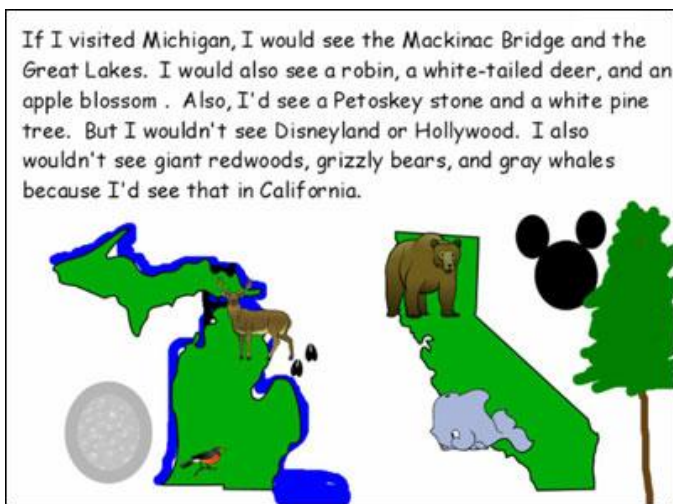 If I visited Michigan, I would see the Mackinac Bridge and the
Great Lakes. I would also see a robin, a white-tailed deer, and an
apple blossom . Also, I'd see a Petoskey stone and a white pine
tree. But I wouldn't see Disneyland or Hollywood. I also
wouldn't see giant redwoods, grizzly bears, and gray whales
because I'd see that in California.